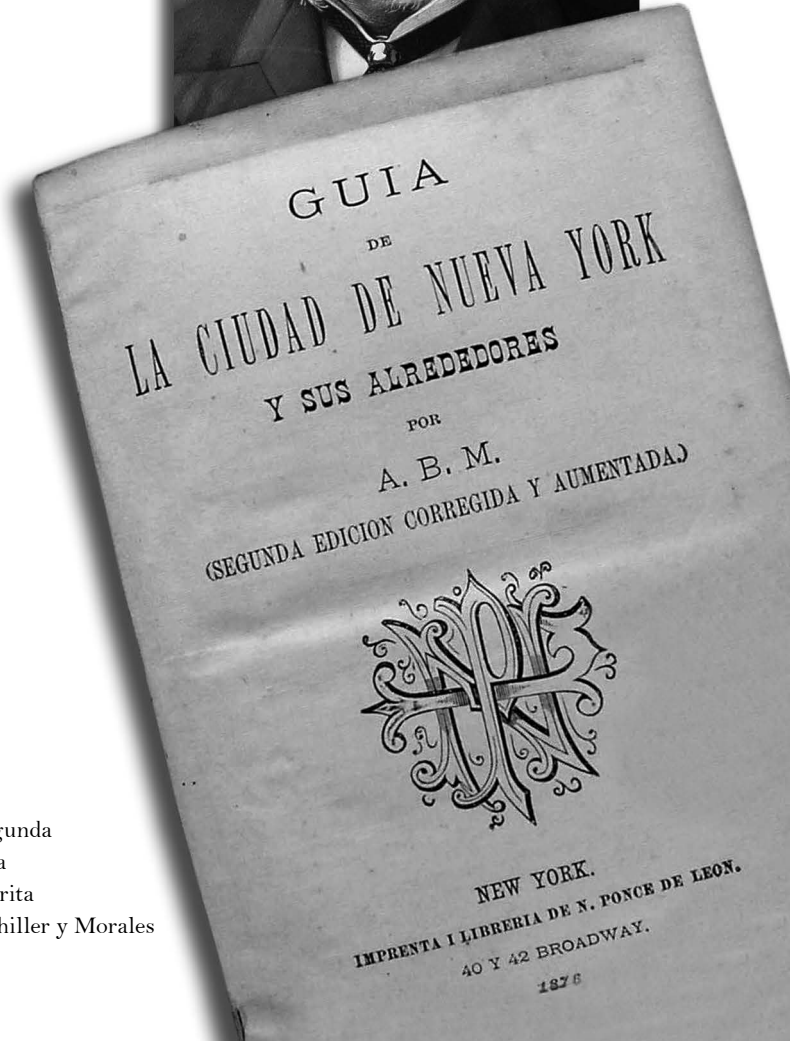 GUIA
DE
LA CIUDAD DE NUEVA YORK
Y SUS ALREDEDORES
POR
A. B. M.
(SEGUNDA EDICION CORREGIDA Y AUMENTADA.)
NEW YORK.
IMPRENTA I LIBRERIA DE N. PONCE DE LEON.
40 Y 42 BROADWAY.
1876
gunda
a
rita
hiller y Morales